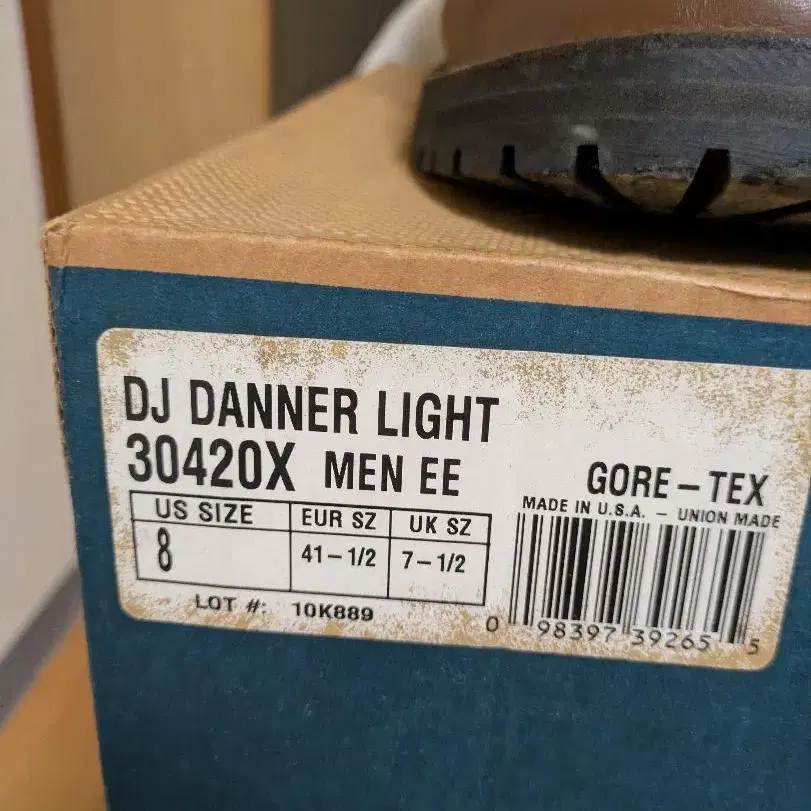 DJ DANNER LIGHT
30420X MEN EE
GORE-TEX
MADE IN U.S.A. - UNION MADE
US SIZE EUR SZ UK SZ
8 41-1/2 7-1/2
LOT #: 10K889
0 98397 39265 5